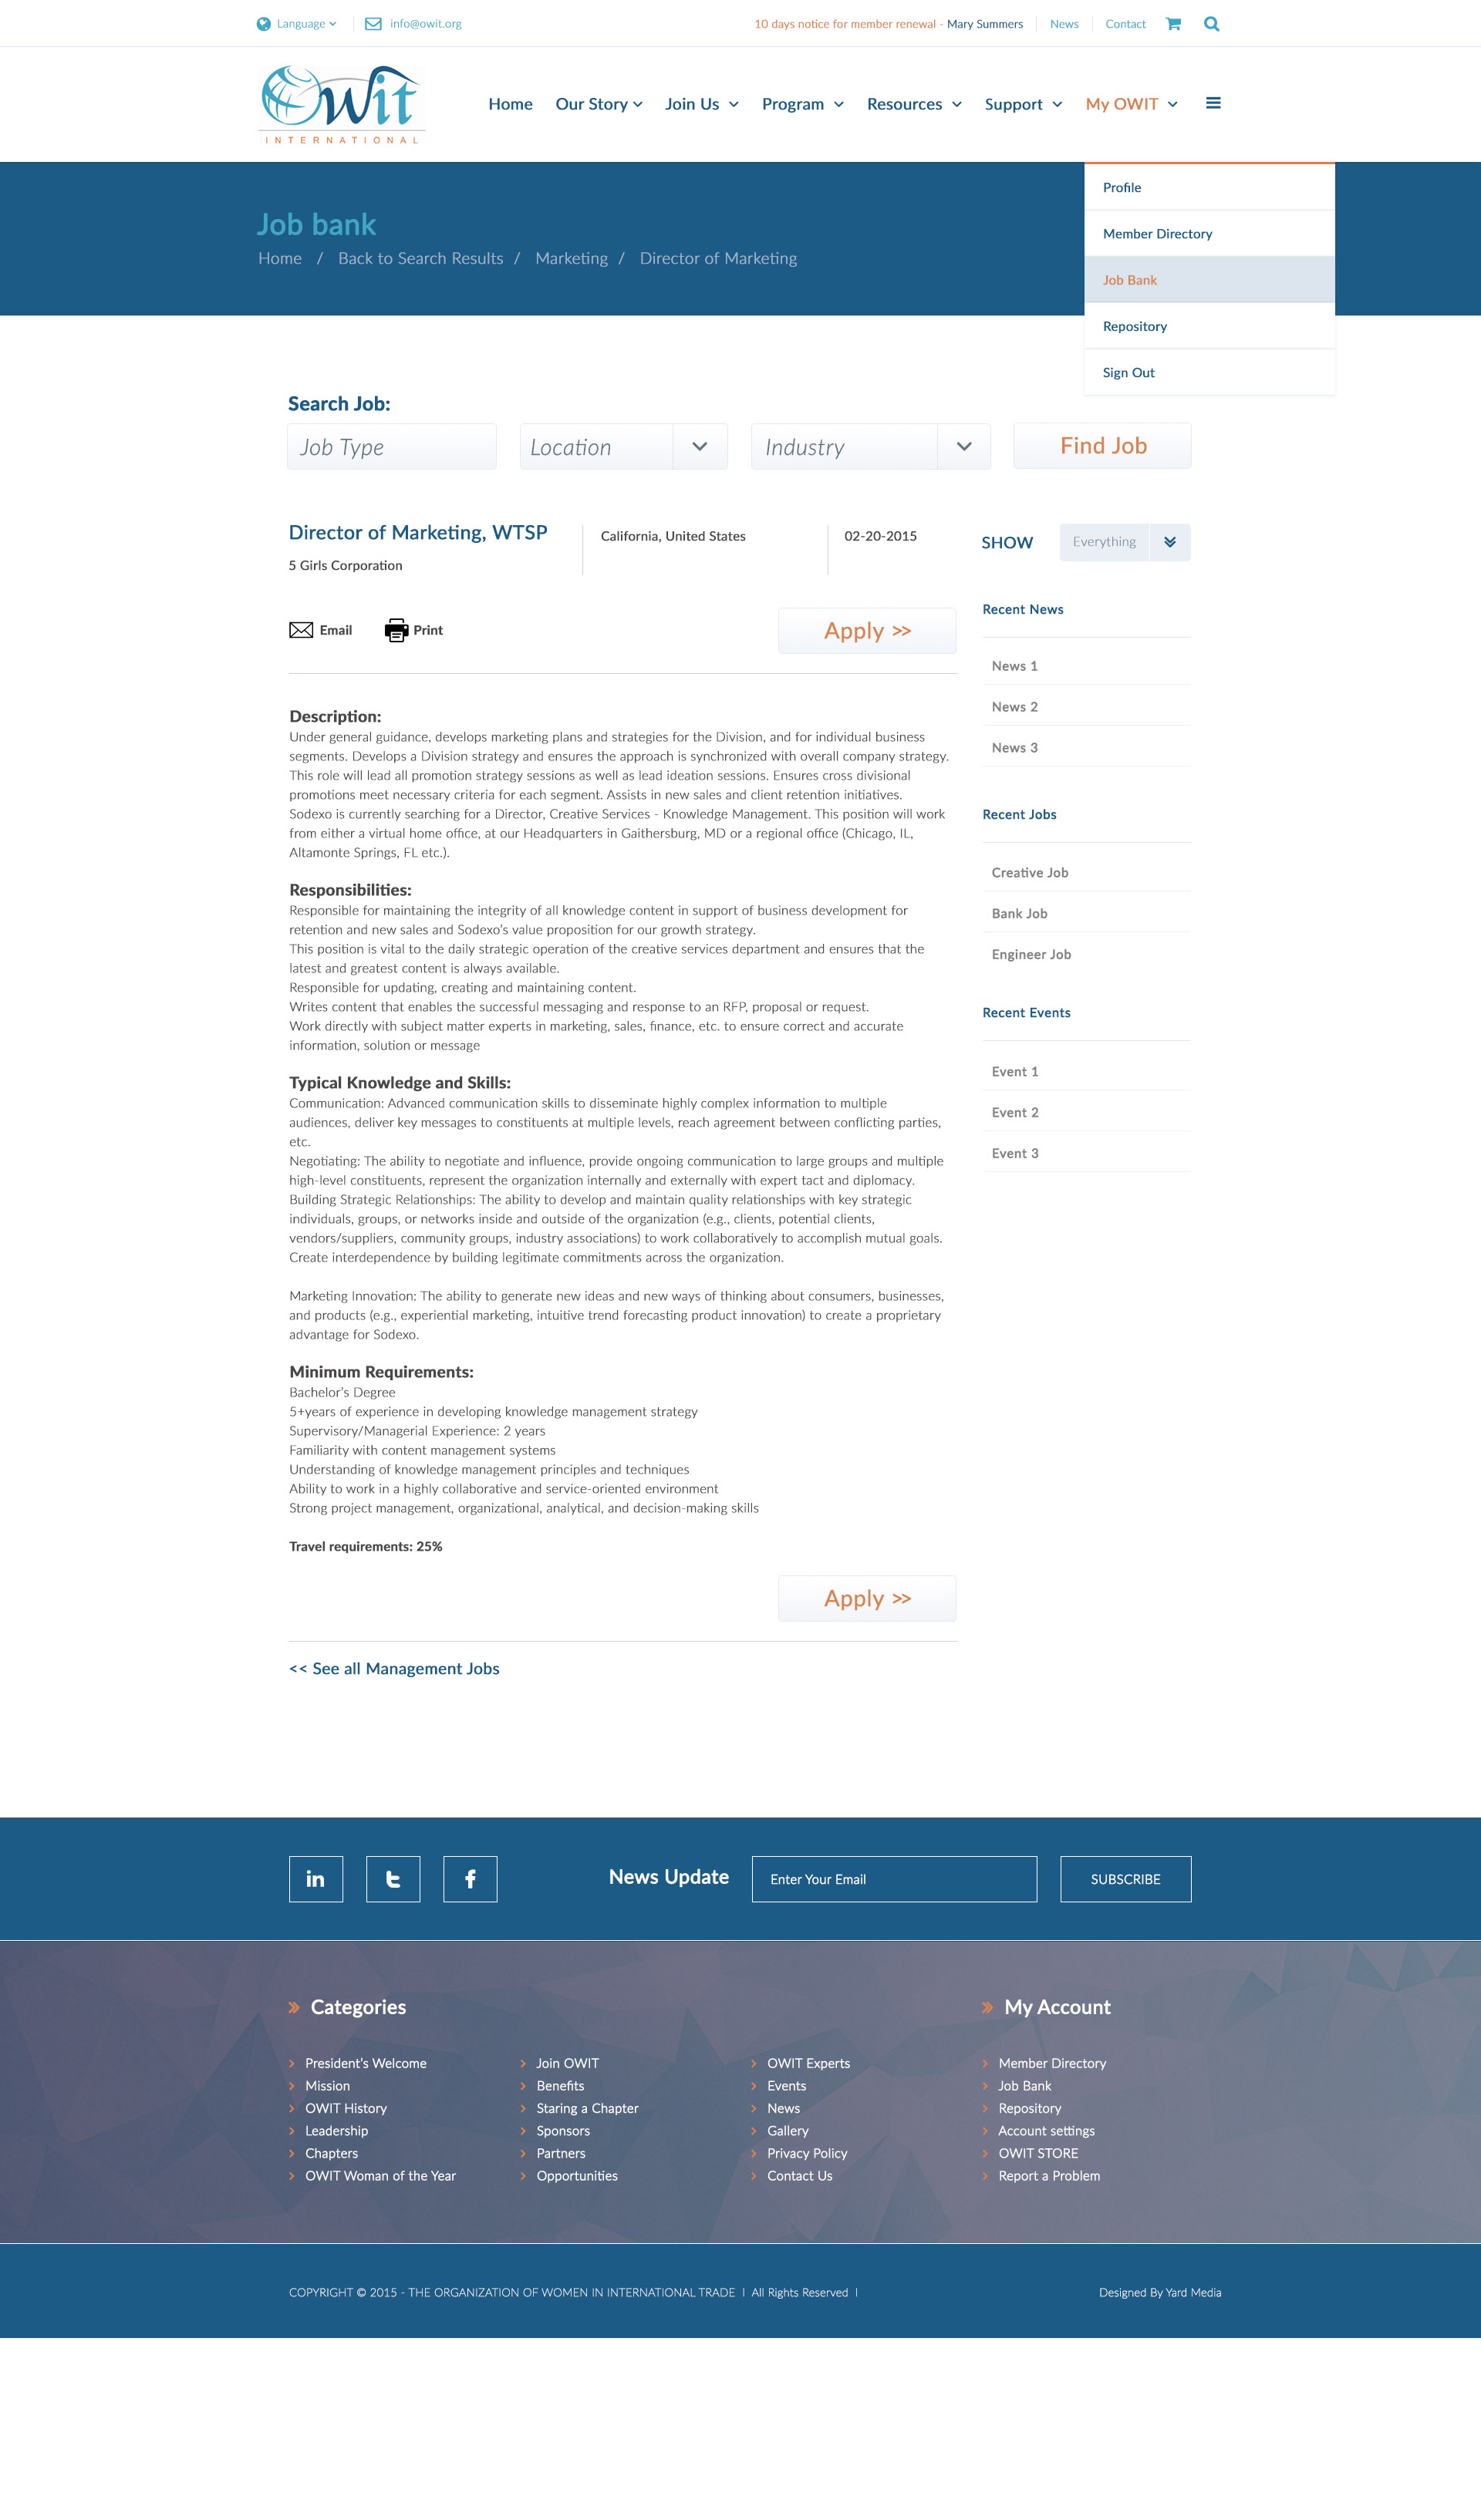 Language
info@owit.org
10 days notice for member renewal - Mary Summers
News
Contact
Owit
INTERNATIONAL
Home
Our Story
Join Us
Program
Resources
Support
My OWIT
Profile
Member Directory
Job Bank
Repository
Sign Out
Job bank
Home / Back to Search Results / Marketing / Director of Marketing
Search Job:
Job Type
Location
Industry
Find Job
Director of Marketing, WTSP
5 Girls Corporation
California, United States
02-20-2015
SHOW
Everything
Email
Print
Apply >>
Description:
Under general guidance, develops marketing plans and strategies for the Division, and for individual business
segments. Develops a Division strategy and ensures the approach is synchronized with overall company strategy.
This role will lead all promotion strategy sessions as well as lead ideation sessions. Ensures cross divisional
promotions meet necessary criteria for each segment. Assists in new sales and client retention initiatives.
Sodexo is currently searching for a Director, Creative Services - Knowledge Management. This position will work
from either a virtual home office, at our Headquarters in Gaithersburg, MD or a regional office (Chicago, IL,
Altamonte Springs, FL etc.).
Responsibilities:
Responsible for maintaining the integrity of all knowledge content in support of business development for
retention and new sales and Sodexo’s value proposition for our growth strategy.
This position is vital to the daily strategic operation of the creative services department and ensures that the
latest and greatest content is always available.
Responsible for updating, creating and maintaining content.
Writes content that enables the successful messaging and response to an RFP, proposal or request.
Work directly with subject matter experts in marketing, sales, finance, etc. to ensure correct and accurate
information, solution or message
Typical Knowledge and Skills:
Communication: Advanced communication skills to disseminate highly complex information to multiple
audiences, deliver key messages to constituents at multiple levels, reach agreement between conflicting parties,
etc.
Negotiating: The ability to negotiate and influence, provide ongoing communication to large groups and multiple
high-level constituents, represent the organization internally and externally with expert tact and diplomacy.
Building Strategic Relationships: The ability to develop and maintain quality relationships with key strategic
individuals, groups, or networks inside and outside of the organization (e.g., clients, potential clients,
vendors/suppliers, community groups, industry associations) to work collaboratively to accomplish mutual goals.
Create interdependence by building legitimate commitments across the organization.
Marketing Innovation: The ability to generate new ideas and new ways of thinking about consumers, businesses,
and products (e.g., experiential marketing, intuitive trend forecasting product innovation) to create a proprietary
advantage for Sodexo.
Minimum Requirements:
Bachelor’s Degree
5+years of experience in developing knowledge management strategy
Supervisory/Managerial Experience: 2 years
Familiarity with content management systems
Understanding of knowledge management principles and techniques
Ability to work in a highly collaborative and service-oriented environment
Strong project management, organizational, analytical, and decision-making skills
Travel requirements: 25%
Apply >>
<< See all Management Jobs
Recent News
News 1
News 2
News 3
Recent Jobs
Creative Job
Bank Job
Engineer Job
Recent Events
Event 1
Event 2
Event 3
News Update
Enter Your Email
SUBSCRIBE
Categories
President’s Welcome
Mission
OWIT History
Leadership
Chapters
OWIT Woman of the Year
Join OWIT
Benefits
Staring a Chapter
Sponsors
Partners
Opportunities
OWIT Experts
Events
News
Gallery
Privacy Policy
Contact Us
My Account
Member Directory
Job Bank
Repository
Account settings
OWIT STORE
Report a Problem
COPYRIGHT © 2015 - THE ORGANIZATION OF WOMEN IN INTERNATIONAL TRADE | All Rights Reserved |
Designed By Yard Media